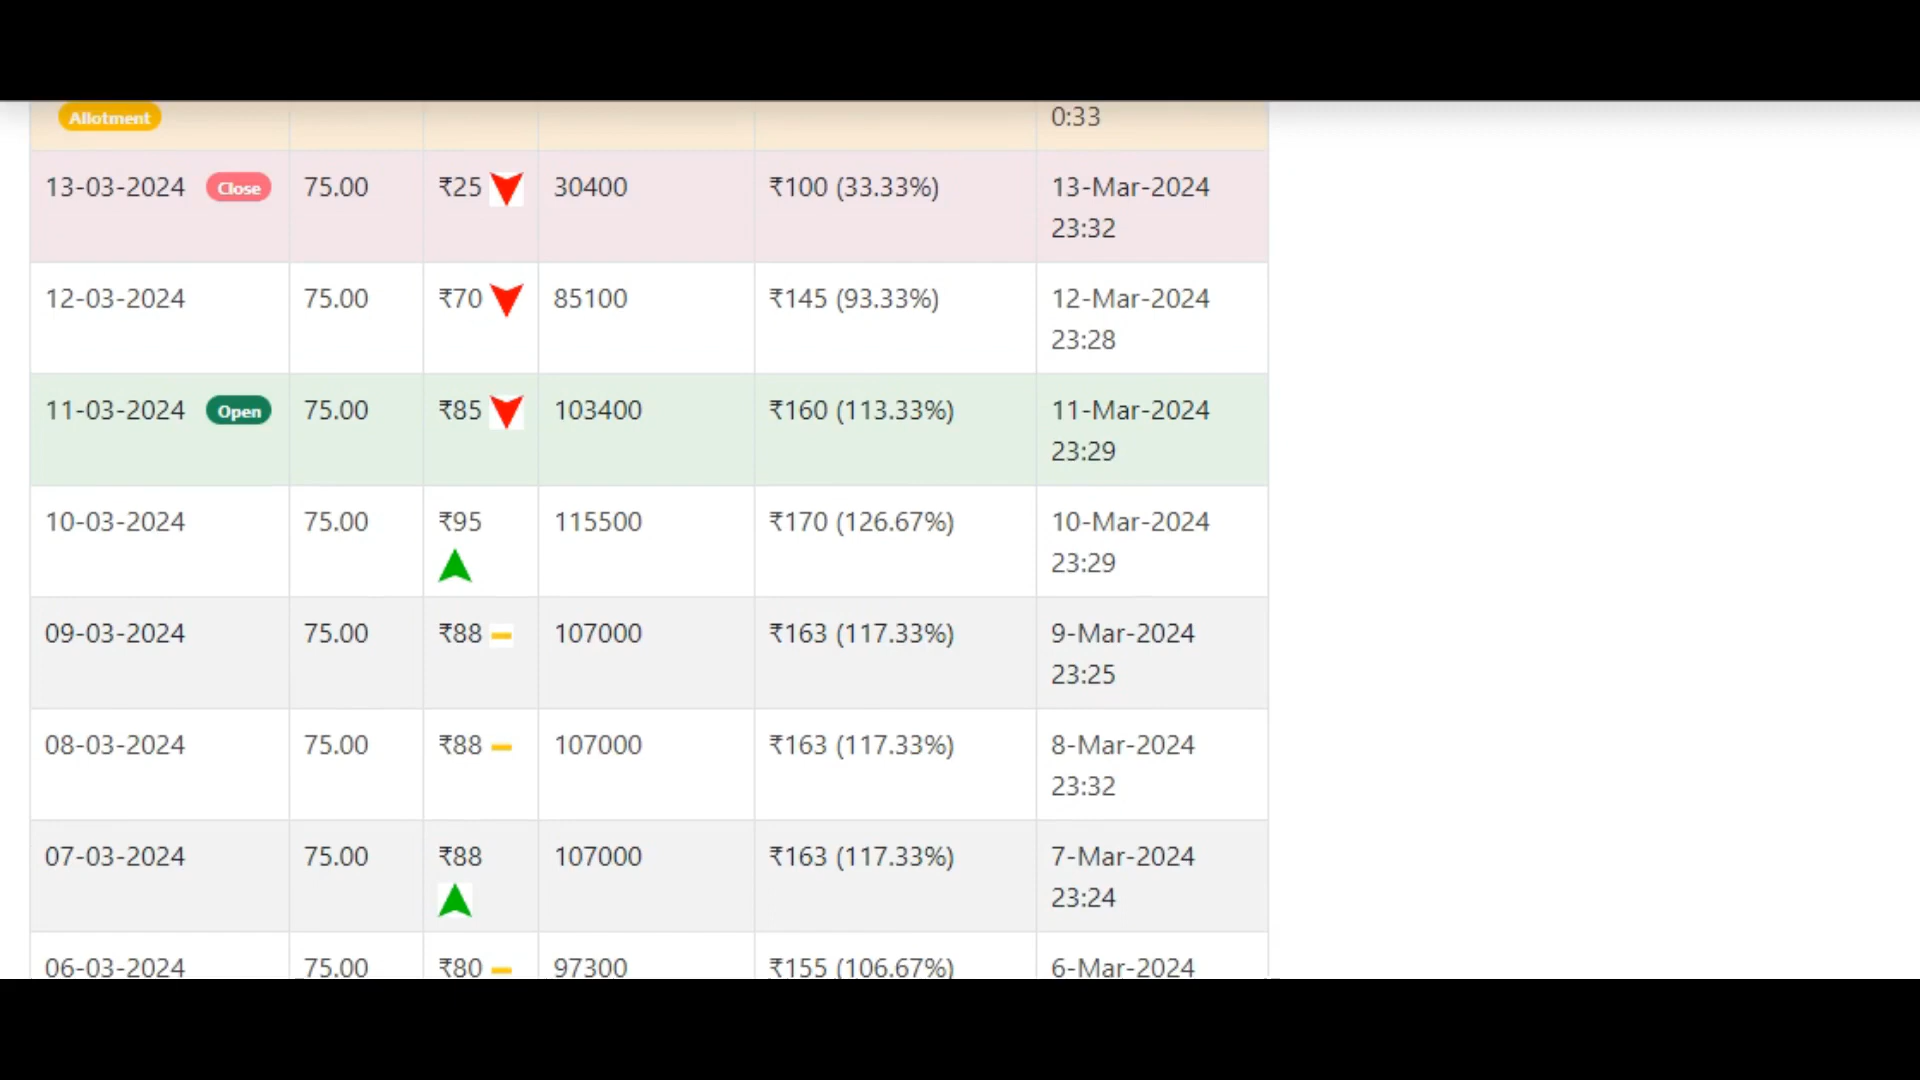 Allotment 0:33
13-03-2024 Close 75.00 ₹25 30400 ₹100 (33.33%) 13-Mar-2024
23:32
12-03-2024 75.00 ₹70 85100 ₹145 (93.33%) 12-Mar-2024
23:28
11-03-2024 Open 75.00 ₹85 103400 ₹160 (113.33%) 11-Mar-2024
23:29
10-03-2024 75.00 ₹95 115500 ₹170 (126.67%) 10-Mar-2024
23:29
09-03-2024 75.00 ₹88 107000 ₹163 (117.33%) 9-Mar-2024
23:25
08-03-2024 75.00 ₹88 107000 ₹163 (117.33%) 8-Mar-2024
23:32
07-03-2024 75.00 ₹88 107000 ₹163 (117.33%) 7-Mar-2024
23:24
06-03-2024 75.00 ₹80 97300 ₹155 (106.67%) 6-Mar-2024